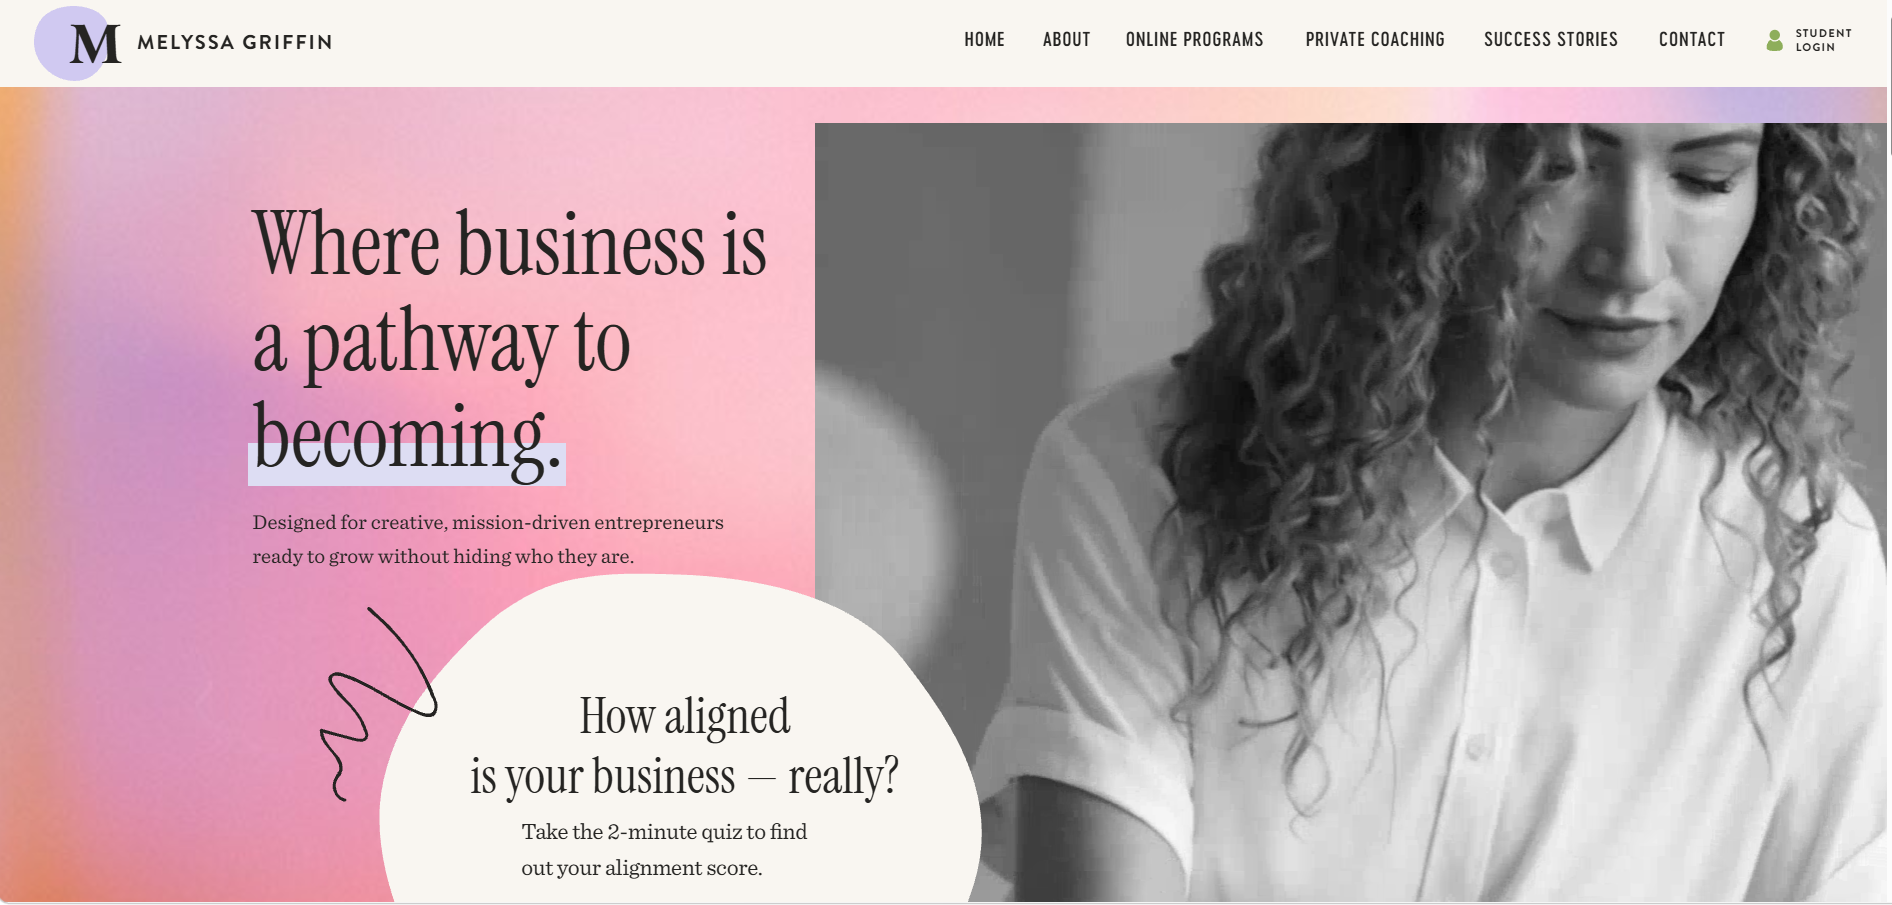 M MELYSSA GRIFFIN
HOME ABOUT ONLINE PROGRAMS PRIVATE COACHING SUCCESS STORIES CONTACT STUDENT
LOGIN
Where business is
a pathway to
becoming.
Designed for creative, mission-driven entrepreneurs
ready to grow without hiding who they are.
How aligned
is your business — really?
Take the 2-minute quiz to find
out your alignment score.